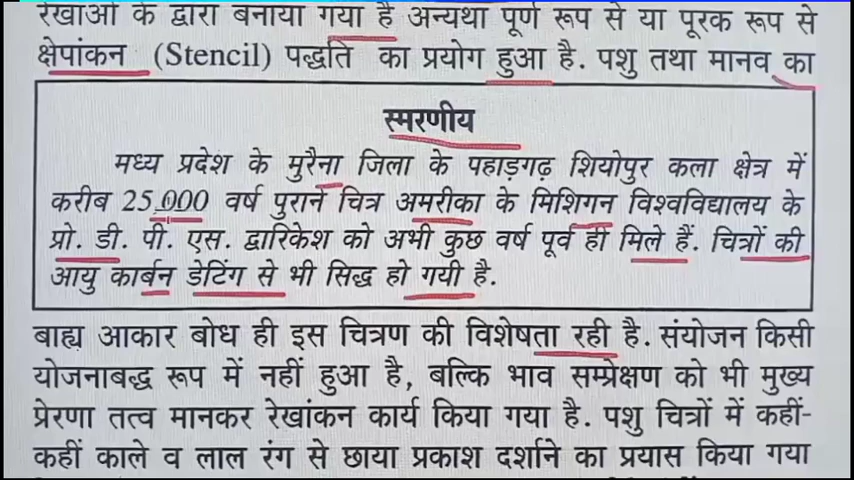 रेखाओं के द्वारा बनाया गया है अन्यथा पूर्ण रूप से या पूरक रूप से
क्षेपांकन (Stencil) पद्धति का प्रयोग हुआ है. पशु तथा मानव का
स्मरणीय
मध्य प्रदेश के मुरैना जिला के पहाड़गढ़ शियोपुर कला क्षेत्र में
करीब 25,000 वर्ष पुराने चित्र अमरीका के मिशिगन विश्वविद्यालय के
प्रो. डी. पी. एस. द्वारिकेश को अभी कुछ वर्ष पूर्व ही मिले हैं. चित्रों की
आयु कार्बन डेटिंग से भी सिद्ध हो गयी है.
बाह्य आकार बोध ही इस चित्रण की विशेषता रही है. संयोजन किसी
योजनाबद्ध रूप में नहीं हुआ है, बल्कि भाव सम्प्रेक्षण को भी मुख्य
प्रेरणा तत्व मानकर रेखांकन कार्य किया गया है. पशु चित्रों में कहीं-
कहीं काले व लाल रंग से छाया प्रकाश दर्शाने का प्रयास किया गया